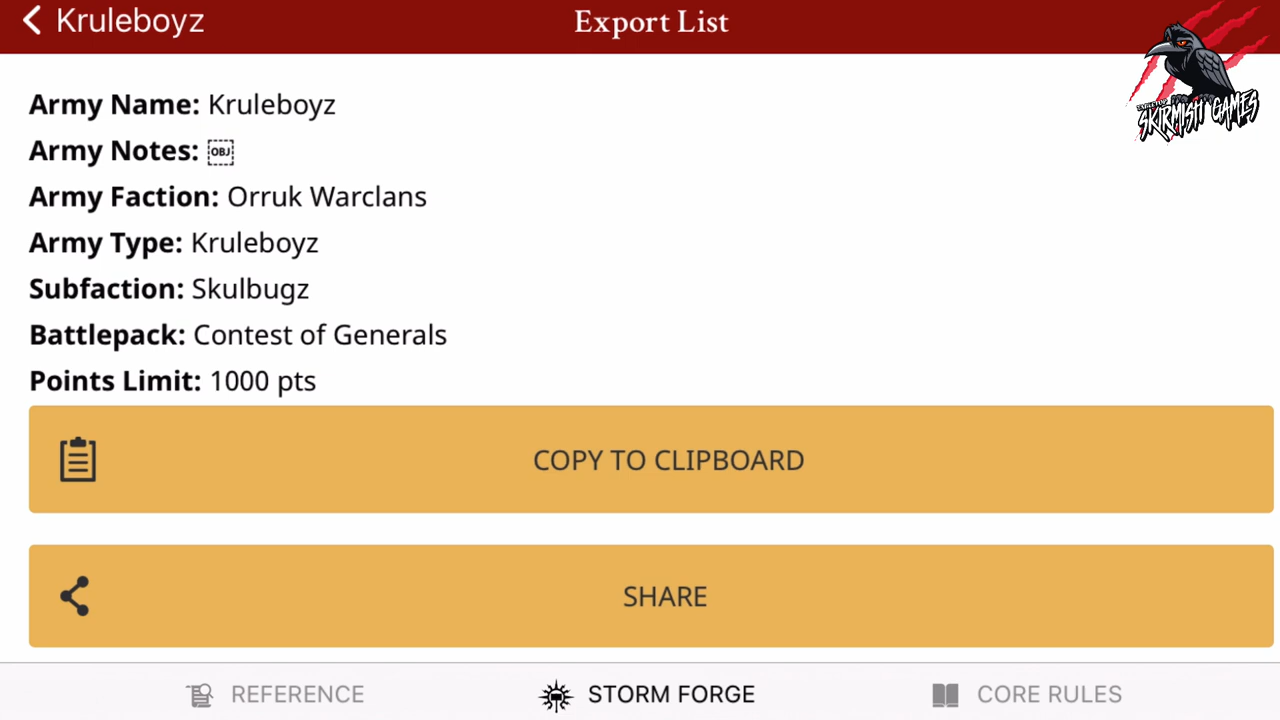 Kruleboyz
Export List
Army Name: Kruleboyz
Army Notes: OBJ
Army Faction: Orruk Warclans
Army Type: Kruleboyz
Subfaction: Skulbugz
Battlepack: Contest of Generals
Points Limit: 1000 pts
COPY TO CLIPBOARD
SHARE
REFERENCE
STORM FORGE
CORE RULES
SKIRMISH GAMES